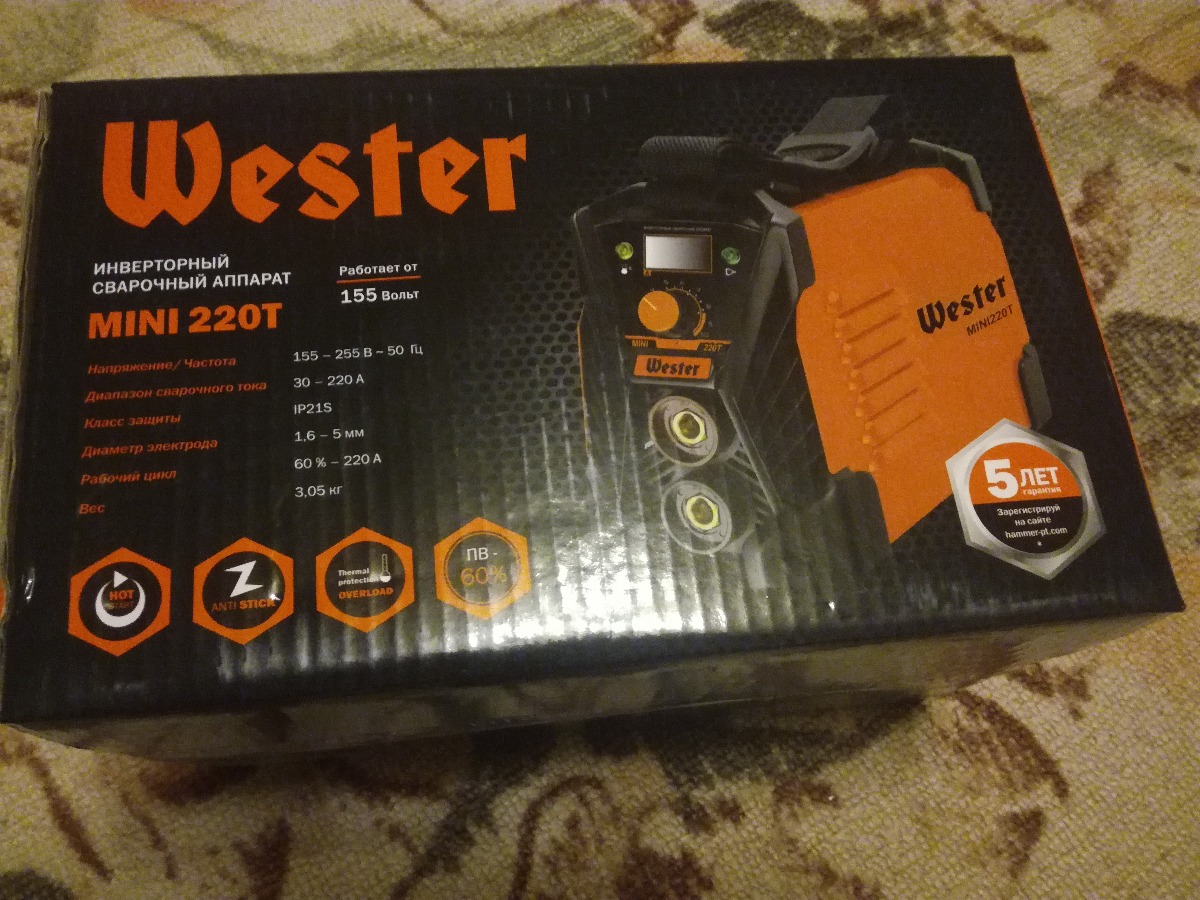 Wester
ИНВЕРТОРНЫЙ
СВАРОЧНЫЙ АППАРАТ
MINI 220T
Работает от
155 Вольт
Напряжение/ Частота 155 – 255 В ~ 50 Гц
Диапазон сварочного тока 30 – 220 А
Класс защиты IP21S
Диаметр электрода 1,6 – 5 мм
Рабочий цикл 60 % – 220 А
Вес 3,05 кг
HOT
START
ANTI STICK
Thermal
protection
OVERLOAD
ПВ -
60%
MINI 220T
Wester
Wester
MINI220T
5 ЛЕТ
гарантия
Зарегистрируй
на сайте
hammer-pt.com